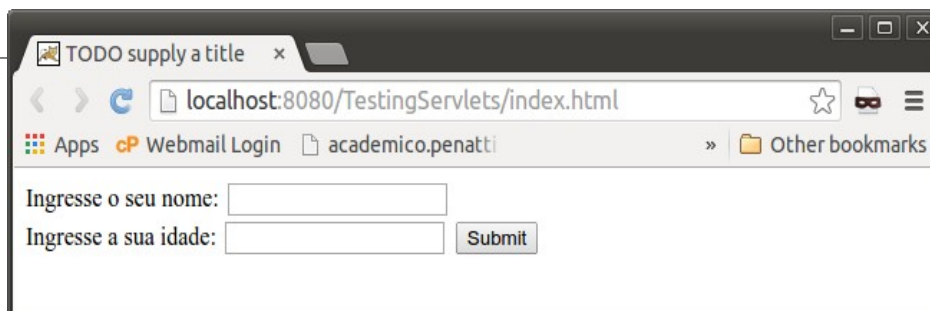 TODO supply a title
localhost:8080/TestingServlets/index.html
Apps cP Webmail Login academico.penatti » Other bookmarks
Ingresse o seu nome:
Ingresse a sua idade: Submit